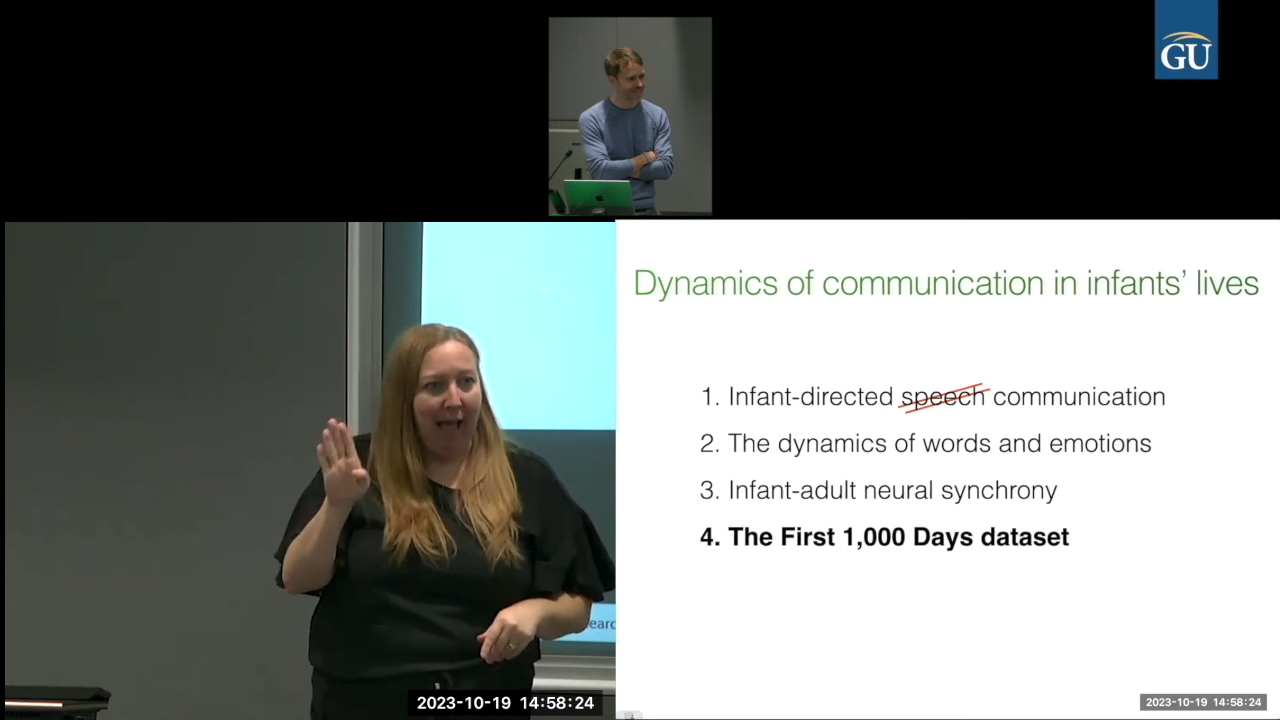 GU
Dynamics of communication in infants' lives
1. Infant-directed speech communication
2. The dynamics of words and emotions
3. Infant-adult neural synchrony
4. The First 1,000 Days dataset
earc
2023-10-19 14:58:24
2023-10-19 14:58:24